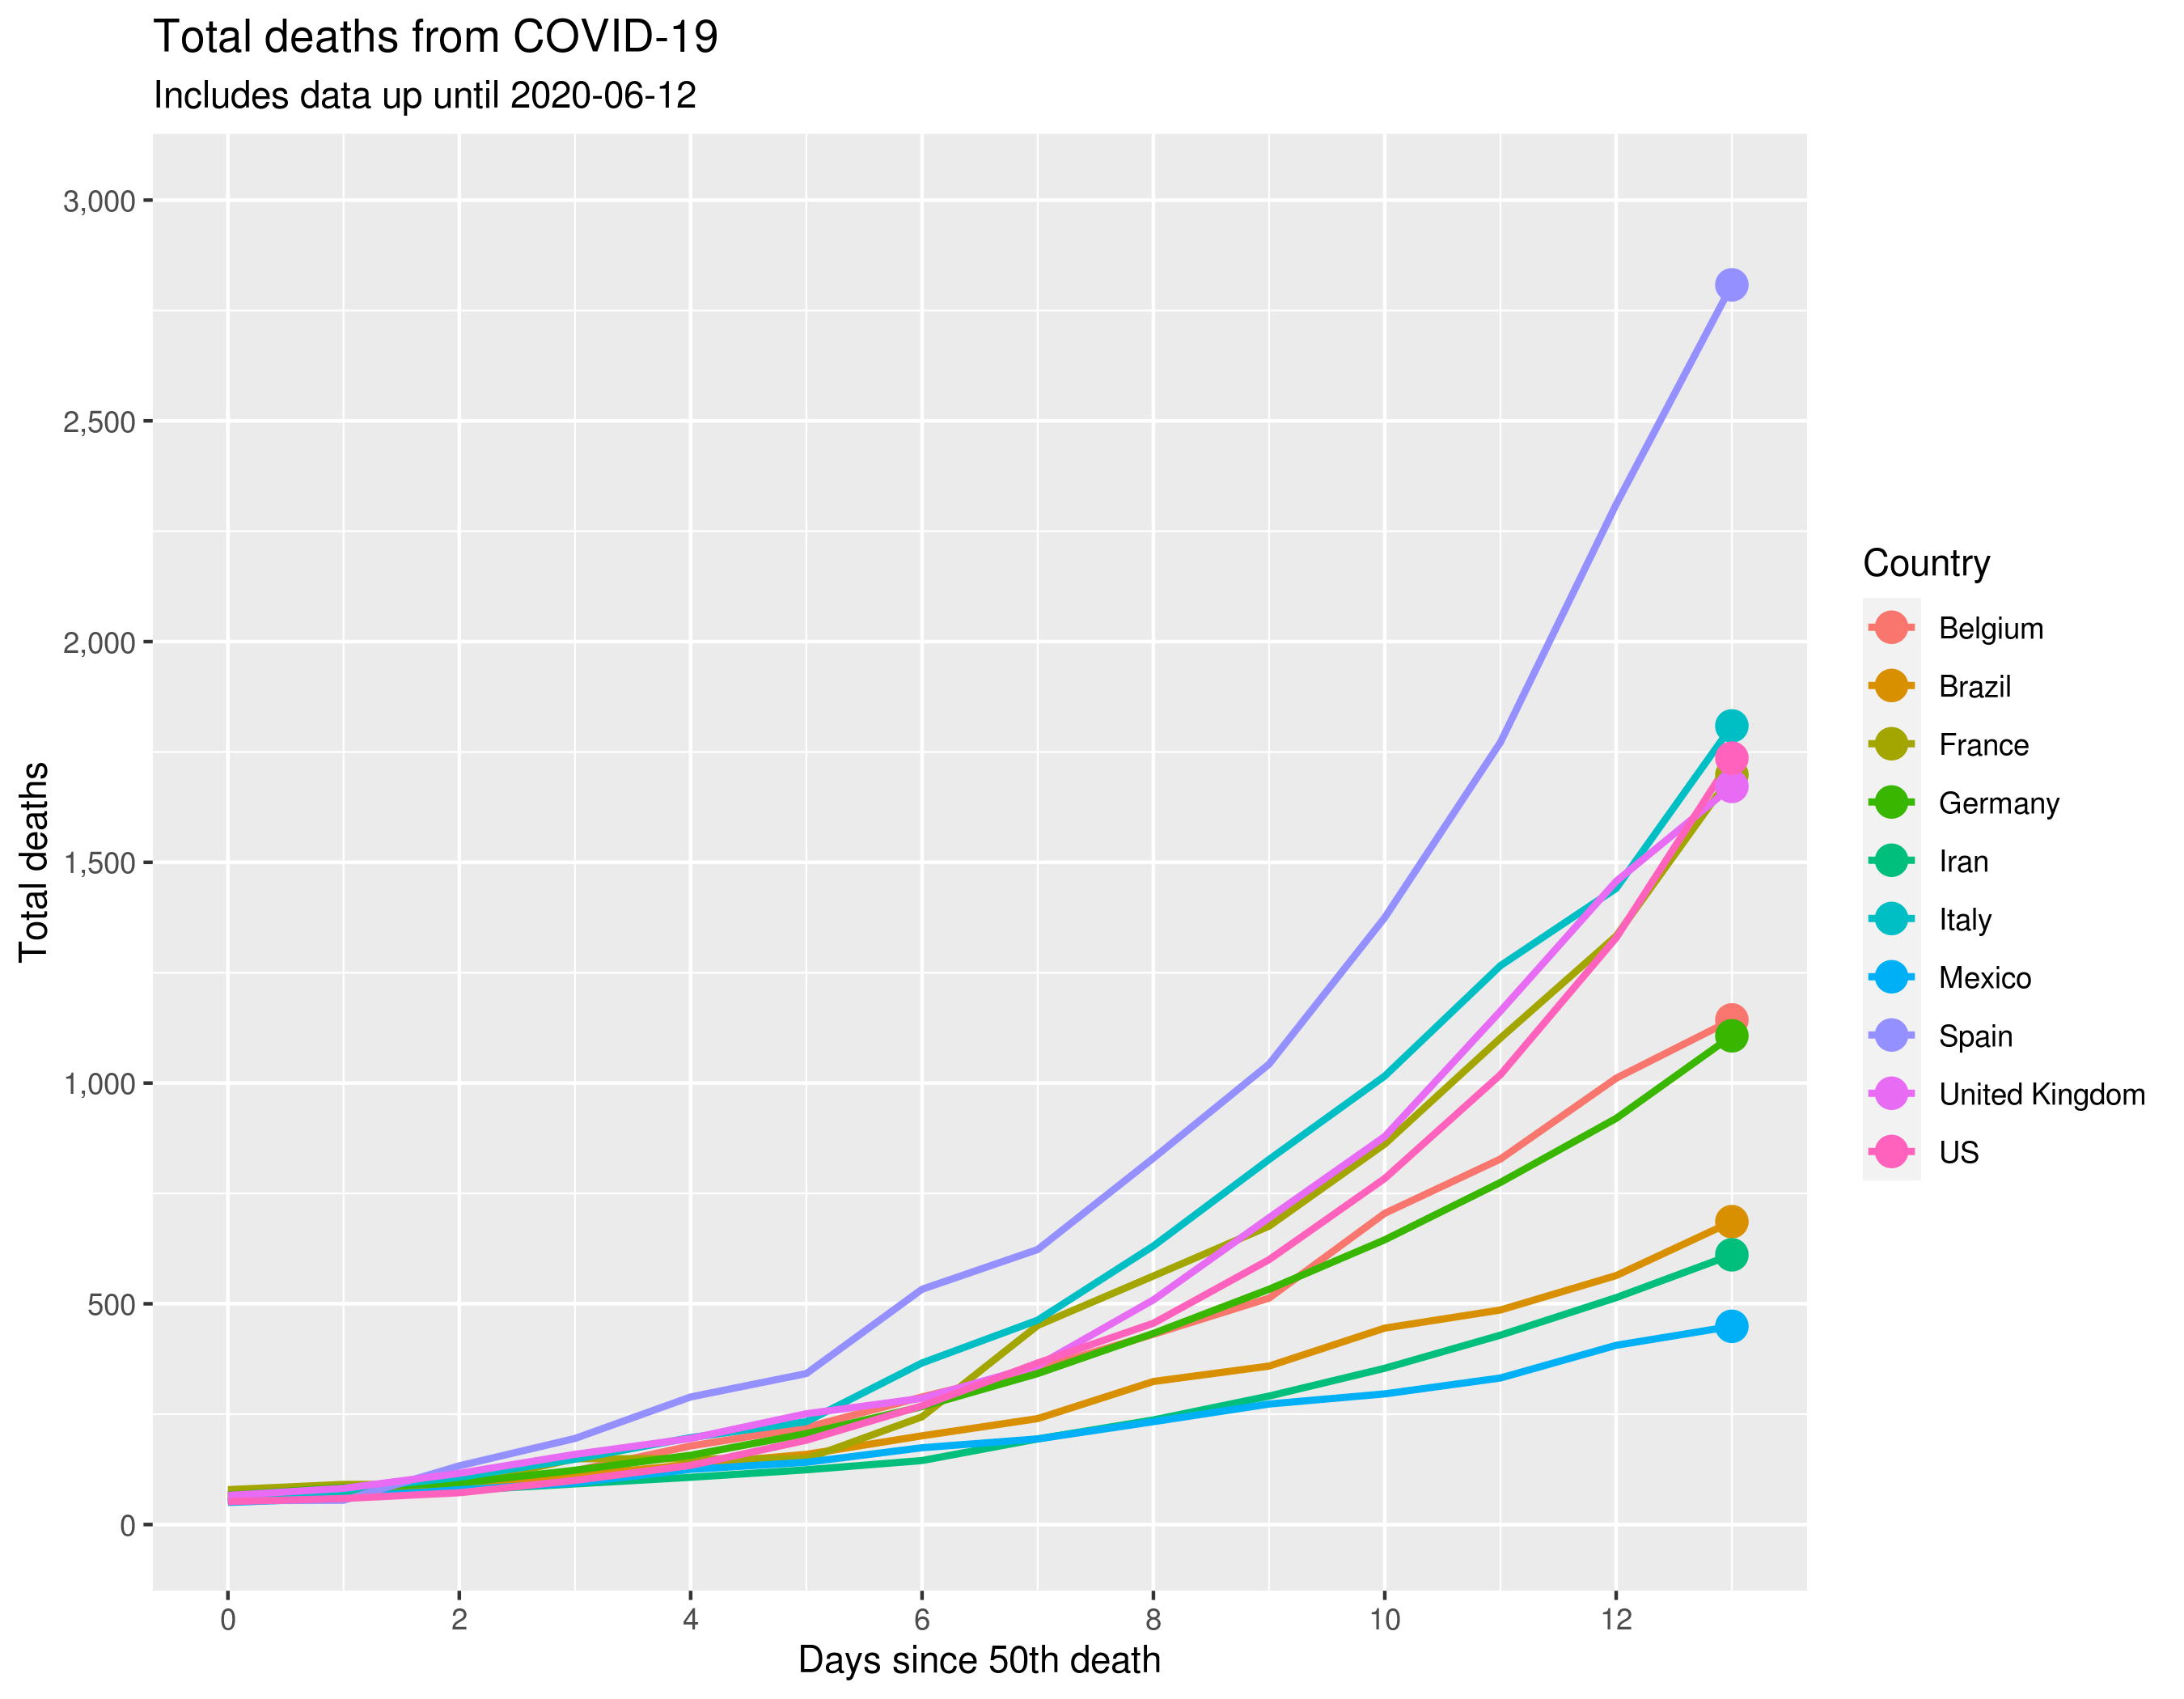 Total deaths from COVID-19
Includes data up until 2020-06-12
Total deaths
3,000
2,500
2,000
1,500
1,000
500
0
0 2 4 6 8 10 12
Days since 50th death
Country
Belgium
Brazil
France
Germany
Iran
Italy
Mexico
Spain
United Kingdom
US